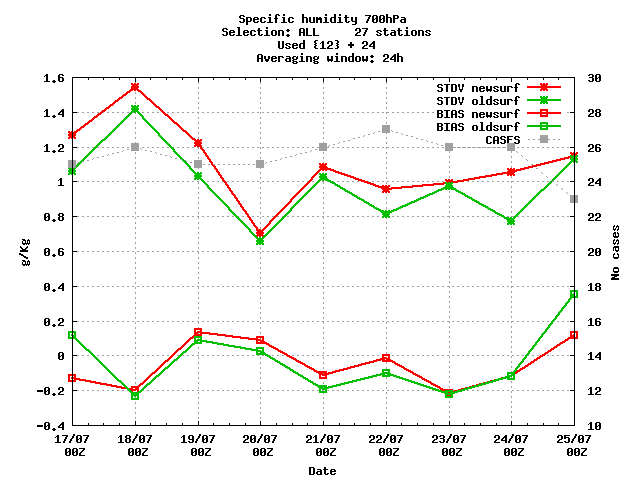 Specific humidity 700hPa
Selection: ALL     27 stations
Used {12} + 24
Averaging window: 24h
STDV newsurf
STDV oldsurf
BIAS newsurf
BIAS oldsurf
CASES
1.6
1.4
1.2
1
0.8
0.6
0.4
0.2
0
-0.2
-0.4
g/Kg
30
28
26
24
22
20
18
16
14
12
10
No cases
17/07 18/07 19/07 20/07 21/07 22/07 23/07 24/07 25/07
00Z 00Z 00Z 00Z 00Z 00Z 00Z 00Z 00Z
Date